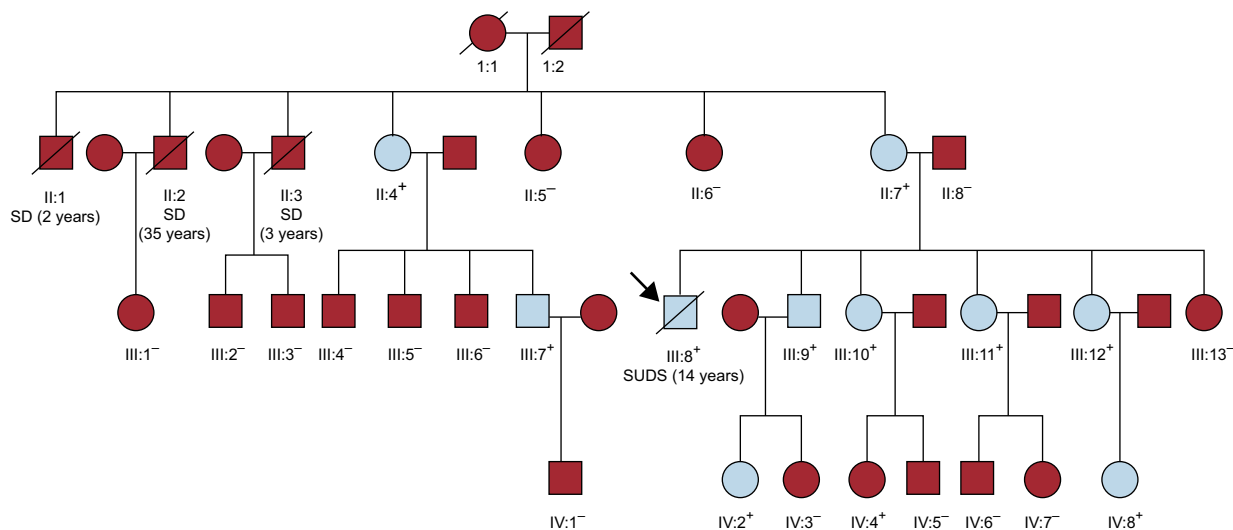 1:1 1:2
II:1 II:2 II:3 II:4⁺ II:5⁻ II:6⁻ II:7⁺ II:8⁻
SD (2 years) SD SD
(35 years) (3 years)
III:1⁻ III:2⁻ III:3⁻ III:4⁻ III:5⁻ III:6⁻ III:7⁺ III:8⁺ III:9⁺ III:10⁺ III:11⁺ III:12⁺ III:13⁻
SUDS (14 years)
IV:1⁻ IV:2⁺ IV:3⁻ IV:4⁺ IV:5⁻ IV:6⁻ IV:7⁻ IV:8⁺